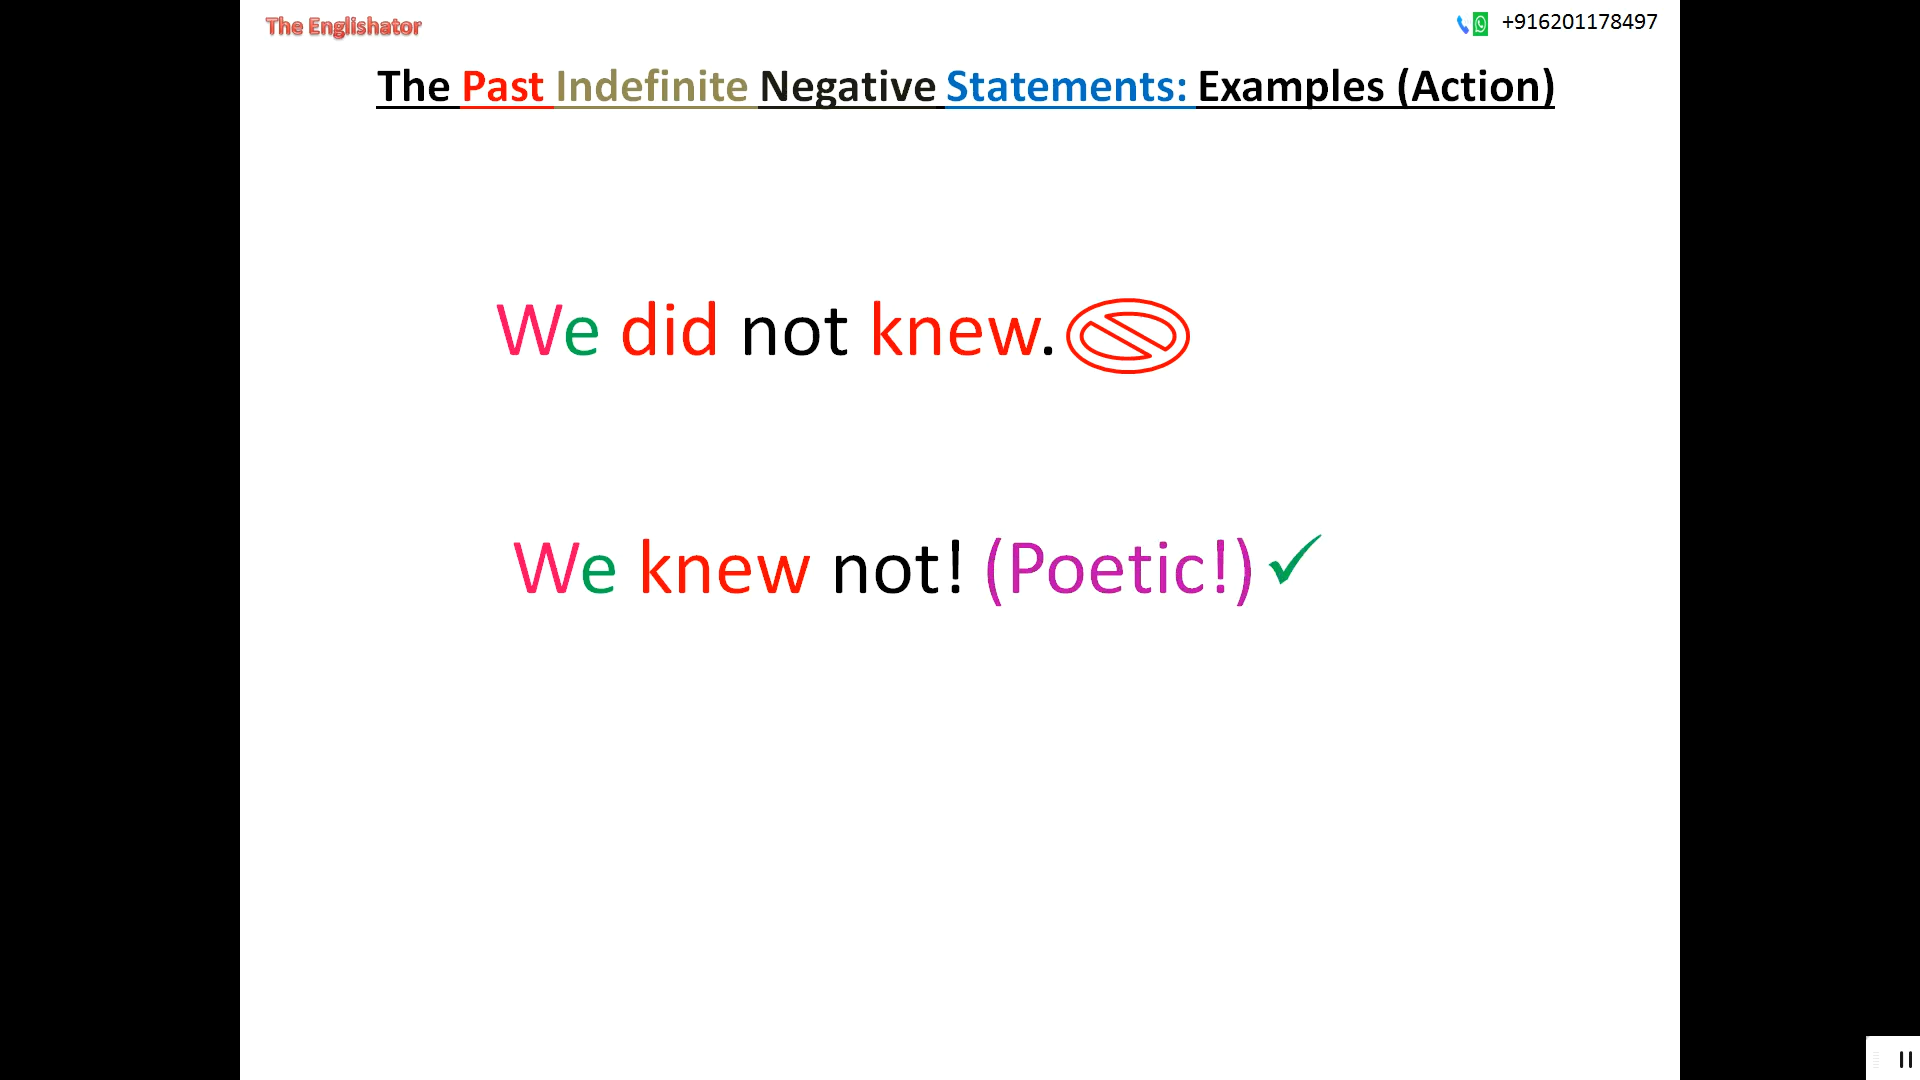 The Englishator
+916201178497
The Past Indefinite Negative Statements: Examples (Action)
We did not knew.
We knew not! (Poetic!)